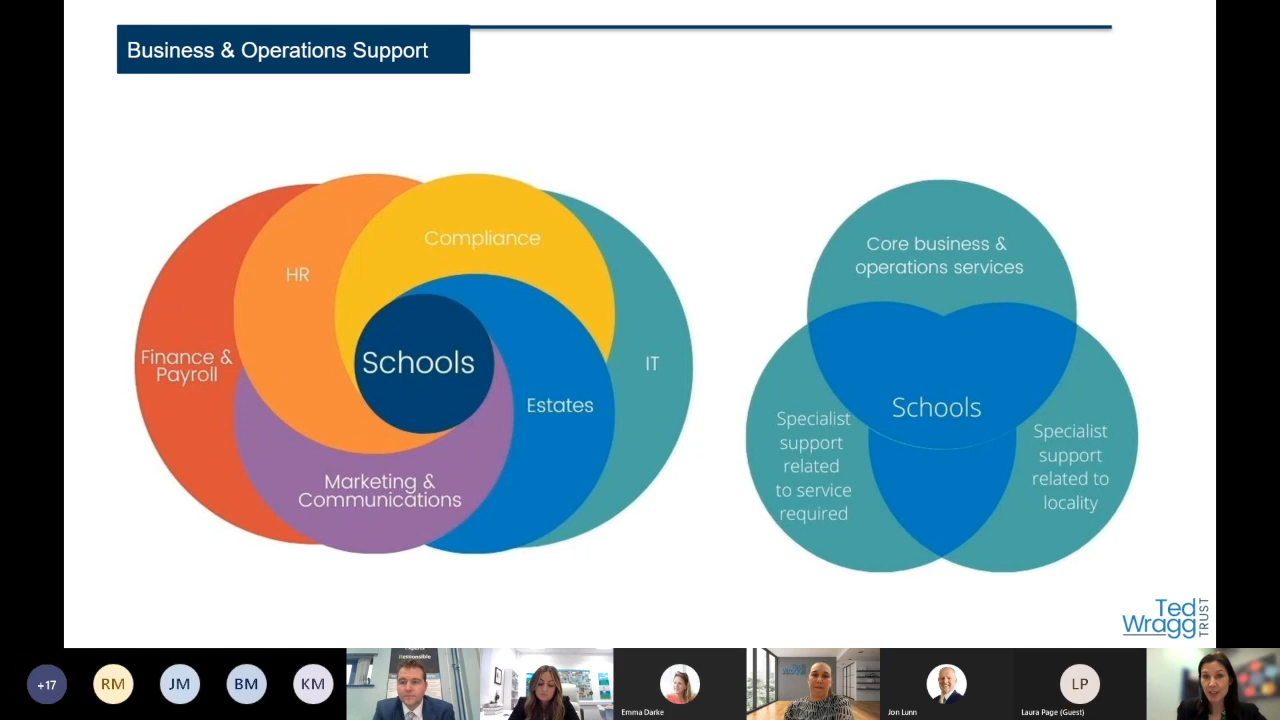 Business & Operations Support
Compliance
HR
Finance &
Payroll
Schools
IT
Estates
Marketing &
Communications
Core business &
operations services
Schools
Specialist
support
related
to service
required
Specialist
support
related to
locality
Ted
Wragg
TRUST
+17
RM
JM
BM
KM
Emma Darke
Jon Lunn
LP
Laura Page (Guest)